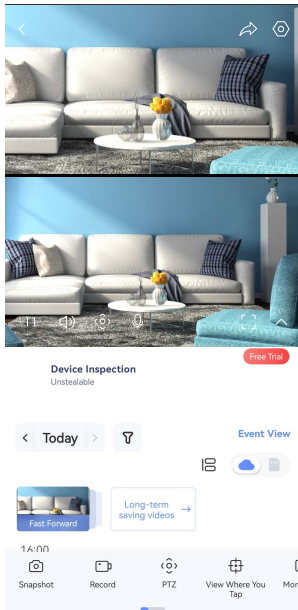 Free Trial
Device Inspection
Unstealable
Today
Event View
Fast Forward
Long-term
saving videos
16:00
Snapshot
Record
PTZ
View Where You
Tap
Mor